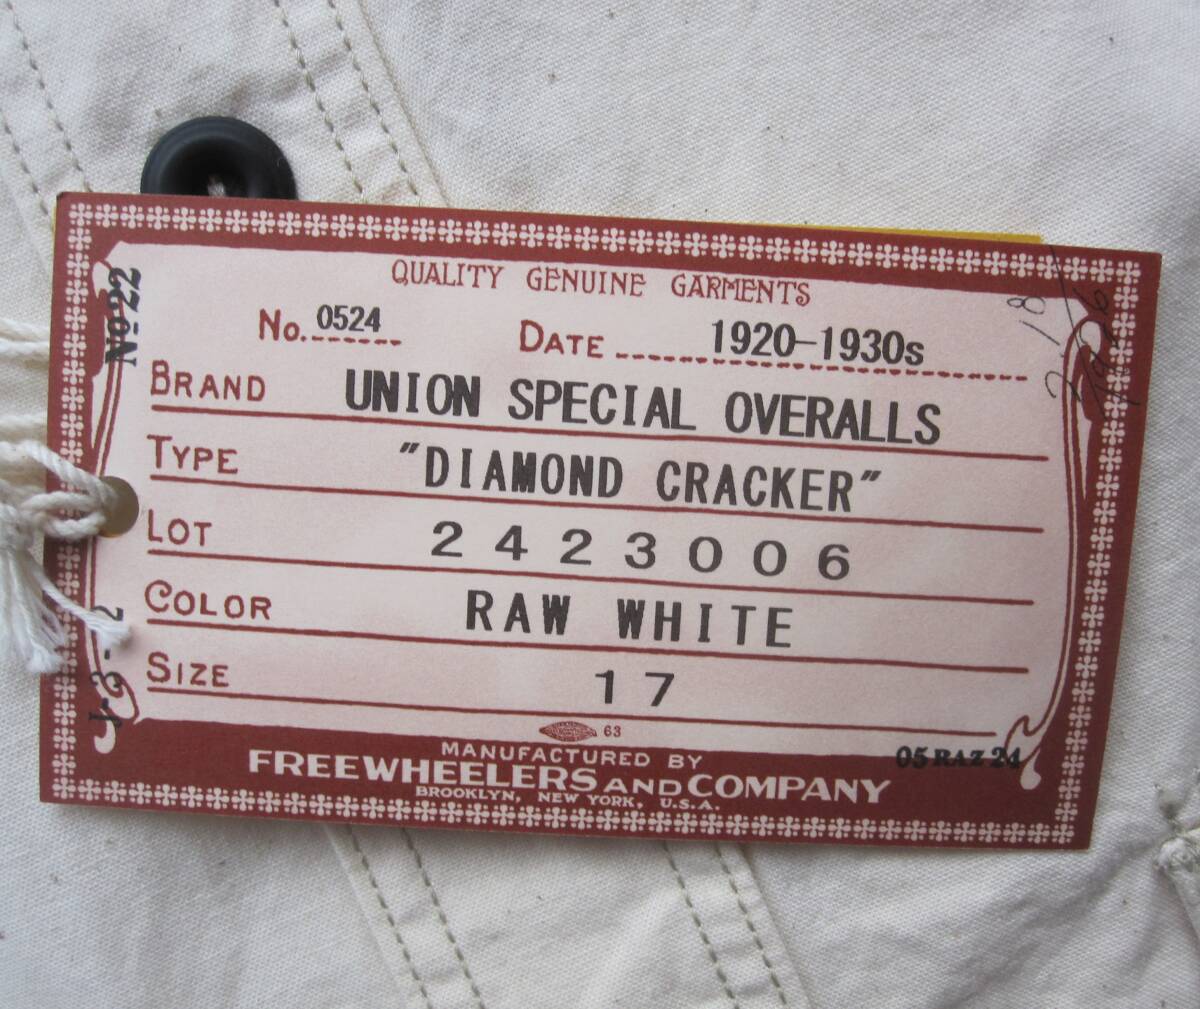 QUALITY GENUINE GARMENTS
No. 0524
DATE 1920-1930s
BRAND UNION SPECIAL OVERALLS
TYPE "DIAMOND CRACKER"
LOT 2423006
COLOR RAW WHITE
SIZE 17
63
MANUFACTURED BY
FREEWHEELERS AND COMPANY
BROOKLYN, NEW YORK, U.S.A.
No 22
05 RAZ 24